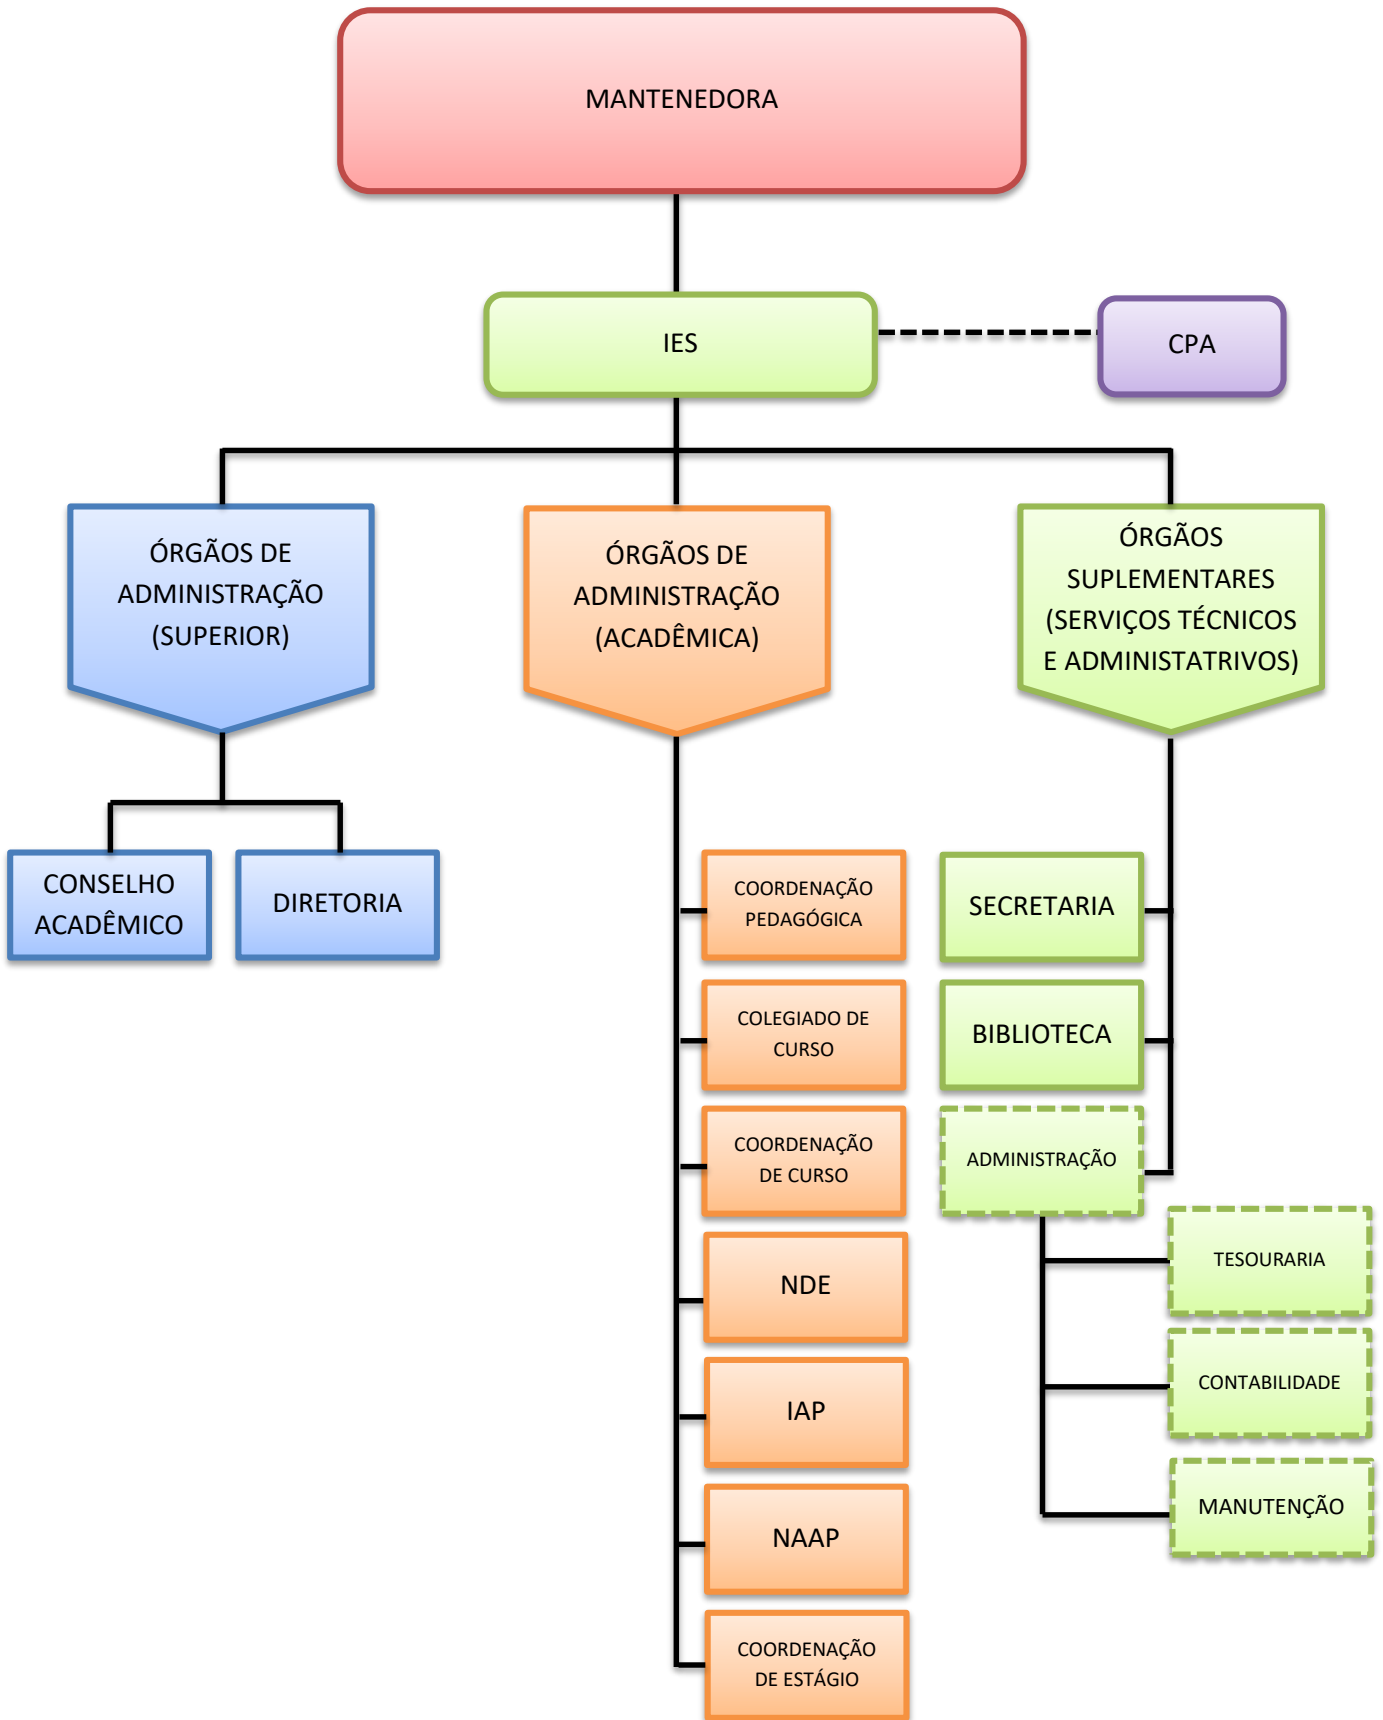 MANTENEDORA
IES
CPA
ÓRGÃOS DE
ADMINISTRAÇÃO
(SUPERIOR)
ÓRGÃOS DE
ADMINISTRAÇÃO
(ACADÊMICA)
ÓRGÃOS
SUPLEMENTARES
(SERVIÇOS TÉCNICOS
E ADMINISTATRIVOS)
CONSELHO
ACADÊMICO
DIRETORIA
COORDENAÇÃO
PEDAGÓGICA
COLEGIADO DE
CURSO
COORDENAÇÃO
DE CURSO
NDE
IAP
NAAP
COORDENAÇÃO
DE ESTÁGIO
SECRETARIA
BIBLIOTECA
ADMINISTRAÇÃO
TESOURARIA
CONTABILIDADE
MANUTENÇÃO